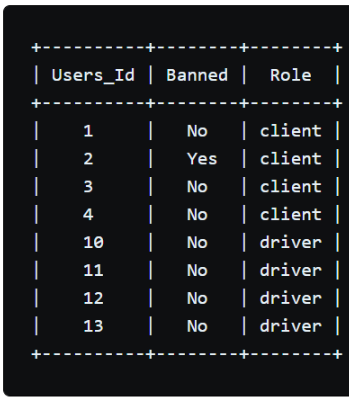 +----------+--------+--------+
| Users_Id | Banned |  Role  |
+----------+--------+--------+
|    1     |   No   | client |
|    2     |   Yes  | client |
|    3     |   No   | client |
|    4     |   No   | client |
|    10    |   No   | driver |
|    11    |   No   | driver |
|    12    |   No   | driver |
|    13    |   No   | driver |
+----------+--------+--------+